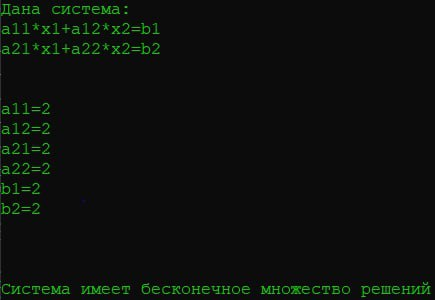 Дана система:
a11*x1+a12*x2=b1
a21*x1+a22*x2=b2
a11=2
a12=2
a21=2
a22=2
b1=2
b2=2
Система имеет бесконечное множество решений